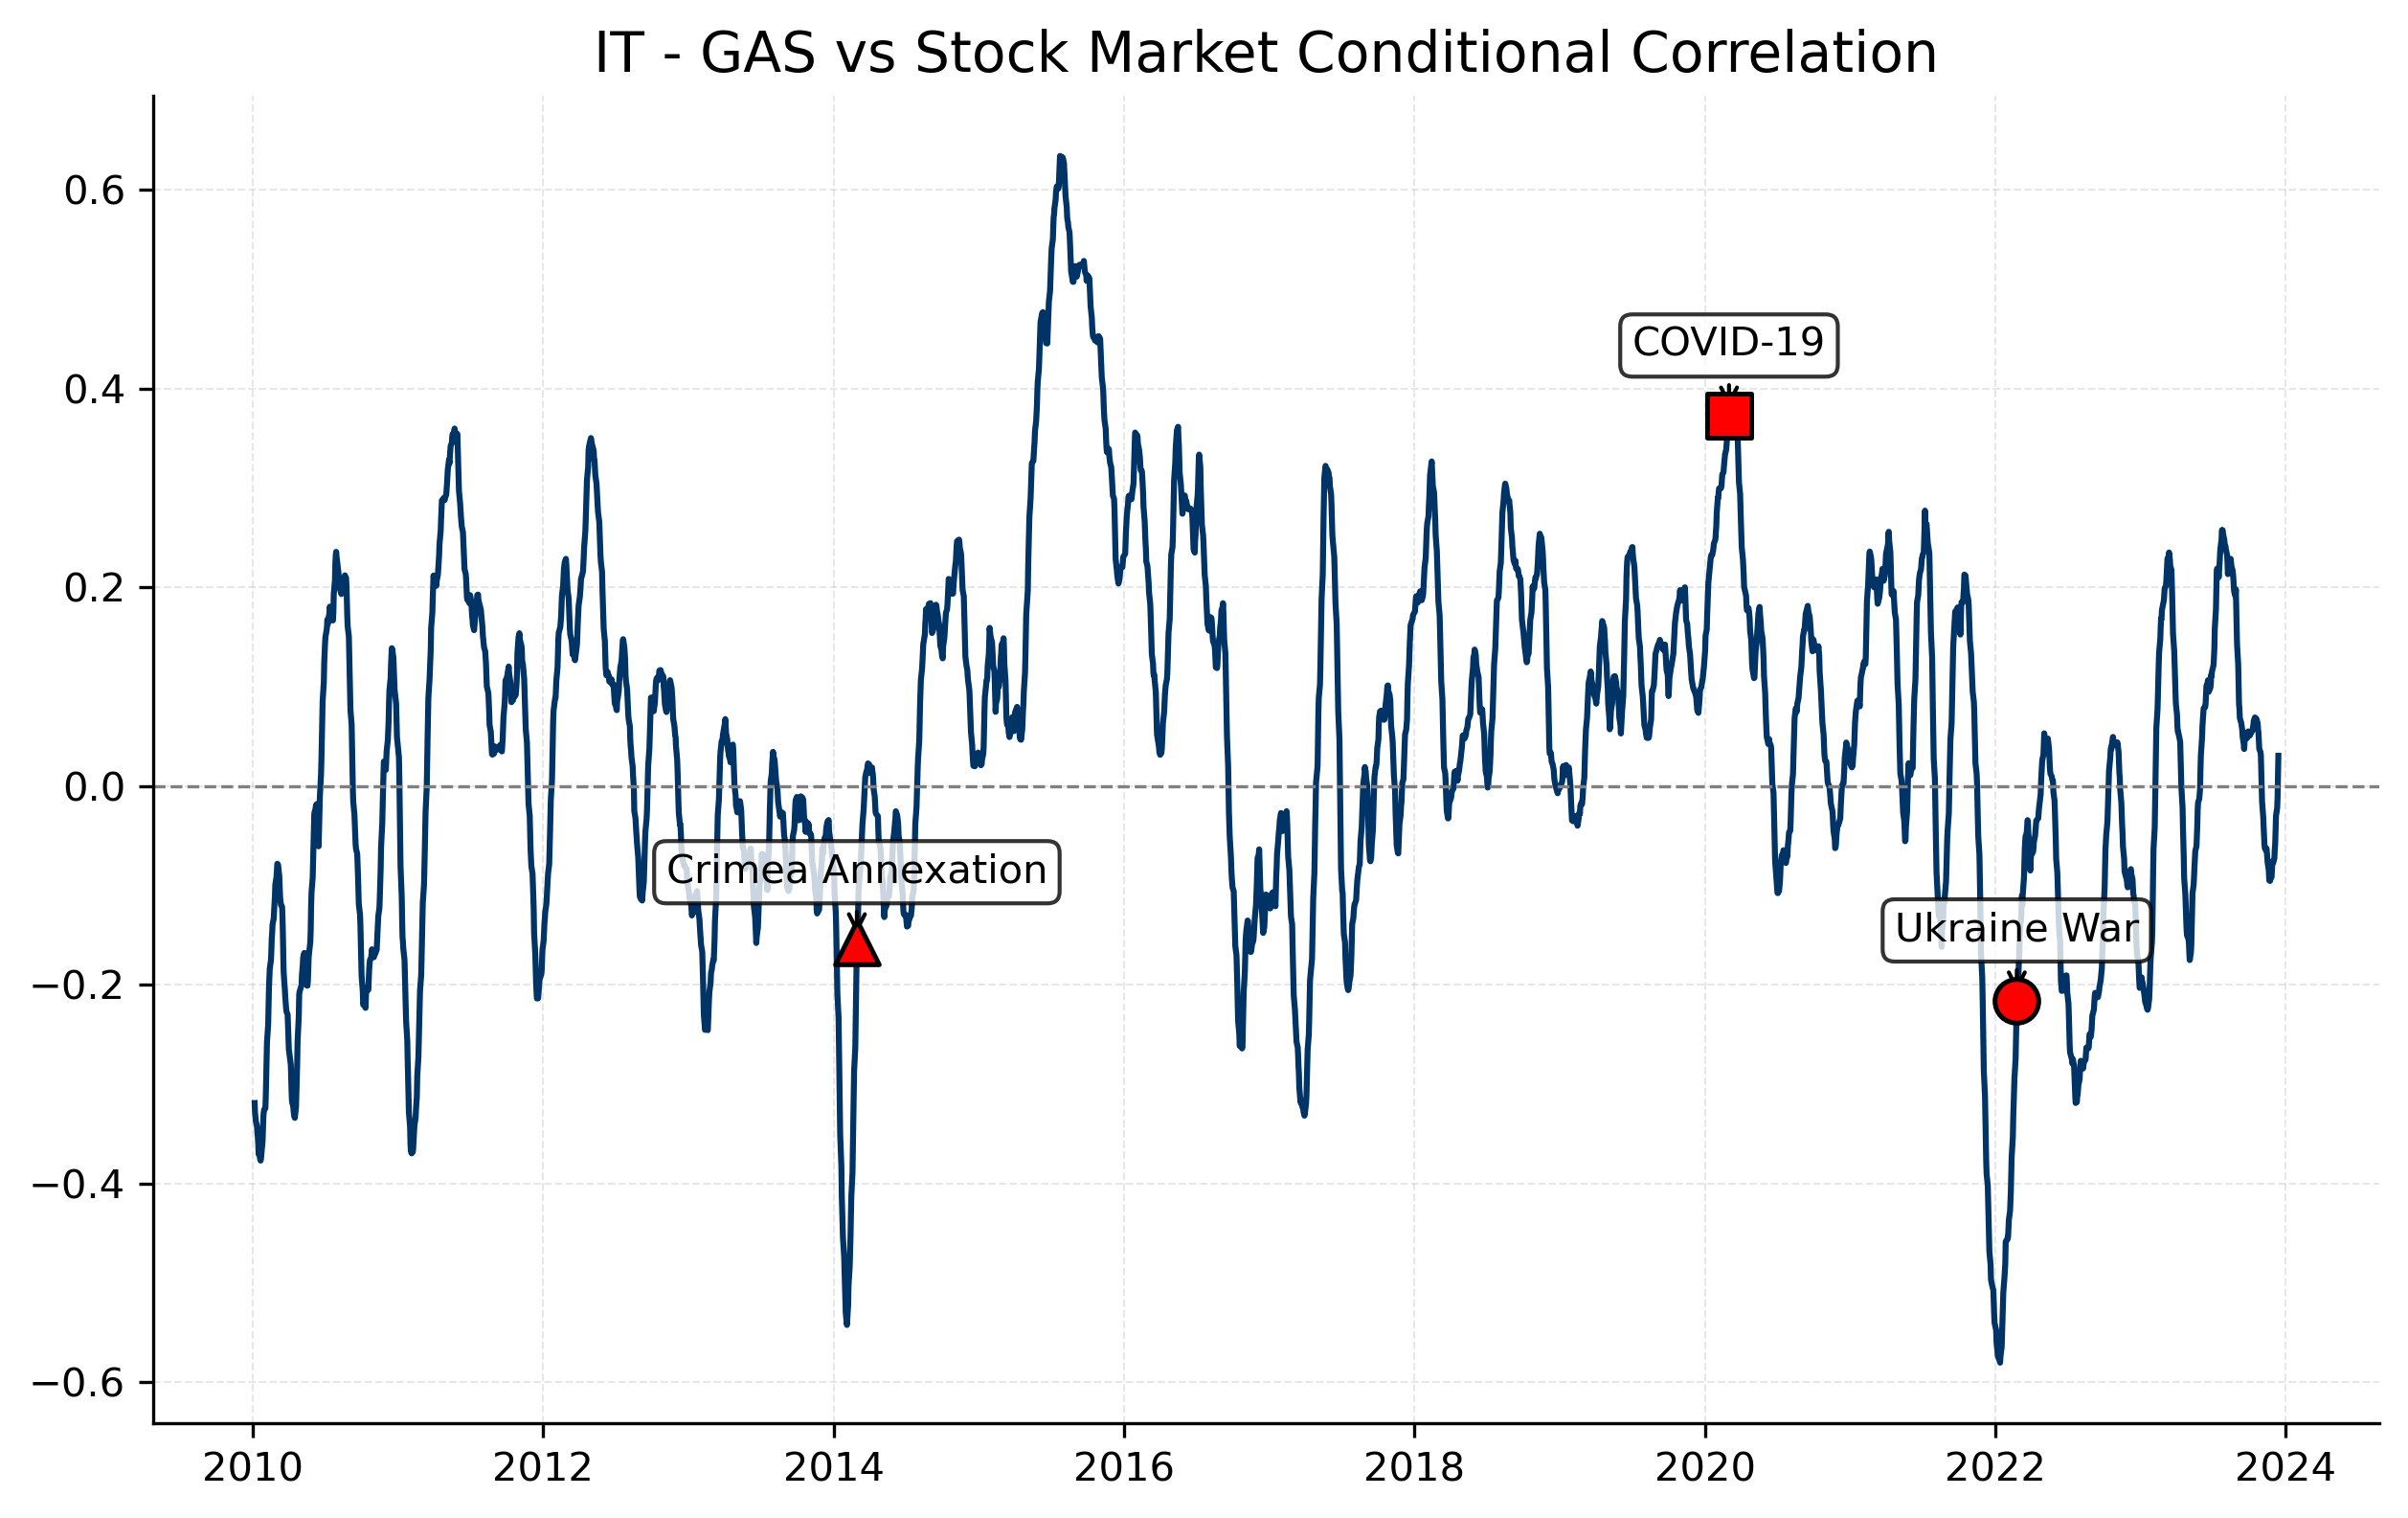 IT - GAS vs Stock Market Conditional Correlation
0.6
0.4
0.2
0.0
−0.2
−0.4
−0.6
COVID-19
Crimea Annexation
Ukraine War
2010 2012 2014 2016 2018 2020 2022 2024